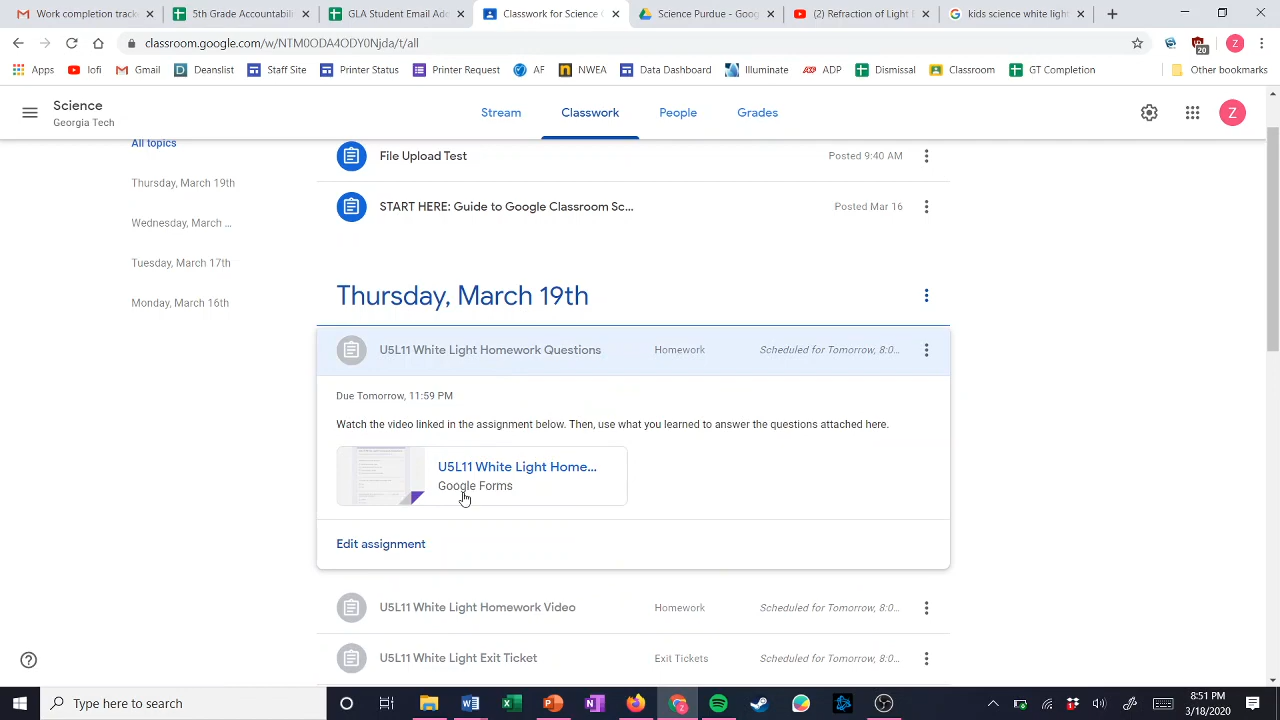 Work completion track
5th Grade Accountabili
GLA Student Email Add
Classwork for Science G
Science Purdue - Goog
(2) Refraction of Light |
kids science white light
classroom.google.com/w/NTM0ODA4ODY0Njda/t/all
20
Z
Apps
lofi
Gmail
Deanslist
Staff Site
Printer Status
Printer Request
AF
NWEA
Data Dashboard
Illuminate
ADP
Dismissal
Classroom
GT Completion
Other bookmarks
Science
Georgia Tech
Stream
Classwork
People
Grades
Z
All topics
Thursday, March 19th
Wednesday, March ...
Tuesday, March 17th
Monday, March 16th
File Upload Test
Posted 9:40 AM
START HERE: Guide to Google Classroom Sc...
Posted Mar 16
Thursday, March 19th
U5L11 White Light Homework Questions
Homework
Scheduled for Tomorrow, 8:0...
Due Tomorrow, 11:59 PM
Watch the video linked in the assignment below. Then, use what you learned to answer the questions attached here.
U5L11 White Light Home...
Google Forms
Edit assignment
U5L11 White Light Homework Video
Homework
Scheduled for Tomorrow, 8:0...
U5L11 White Light Exit Ticket
Exit Tickets
Scheduled for Tomorrow, 8:0...
Type here to search
8:51 PM
3/18/2020